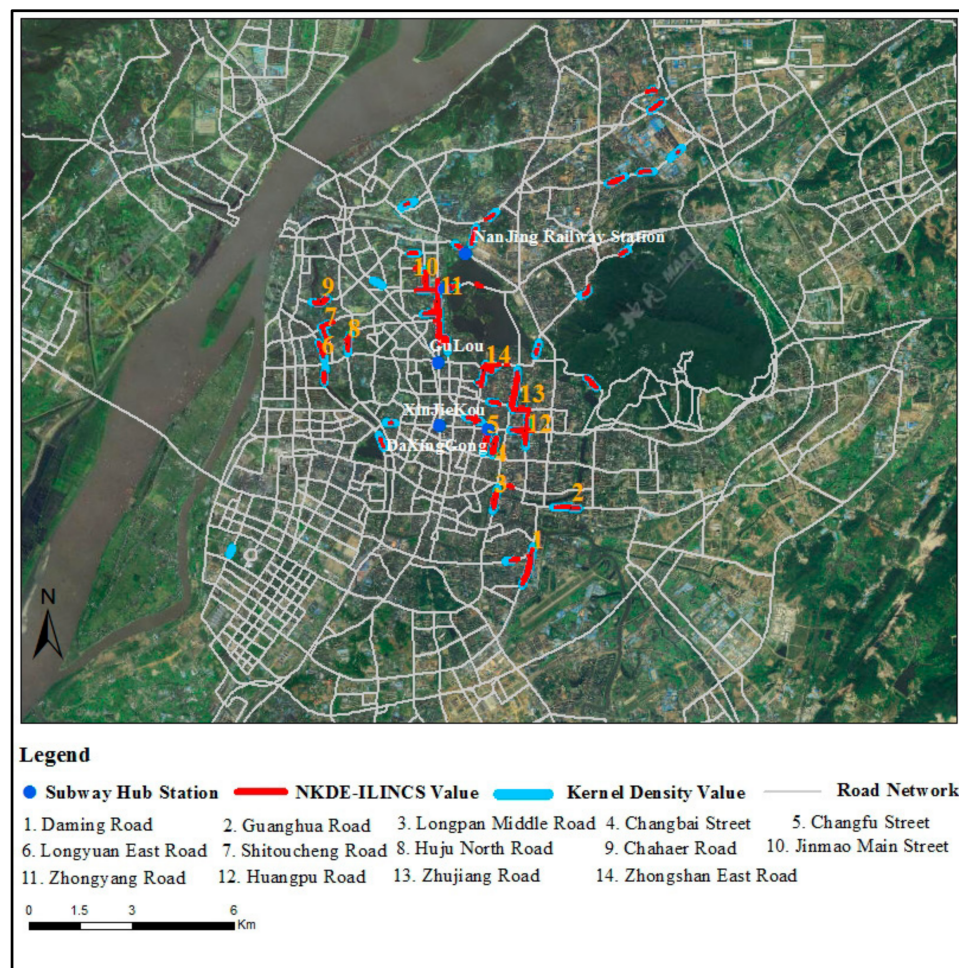 NanJing Railway Station
10
11
9
7
8
6
GuLou
14
13
XinJieKou
5
12
DaXingGong
4
3
2
1
N
Legend
Subway Hub Station NKDE-ILINCS Value Kernel Density Value Road Network
1. Daming Road 2. Guanghua Road 3. Longpan Middle Road 4. Changbai Street 5. Changfu Street
6. Longyuan East Road 7. Shitoucheng Road 8. Huju North Road 9. Chahaer Road 10. Jinmao Main Street
11. Zhongyang Road 12. Huangpu Road 13. Zhujiang Road 14. Zhongshan East Road
0 1.5 3 6
Km